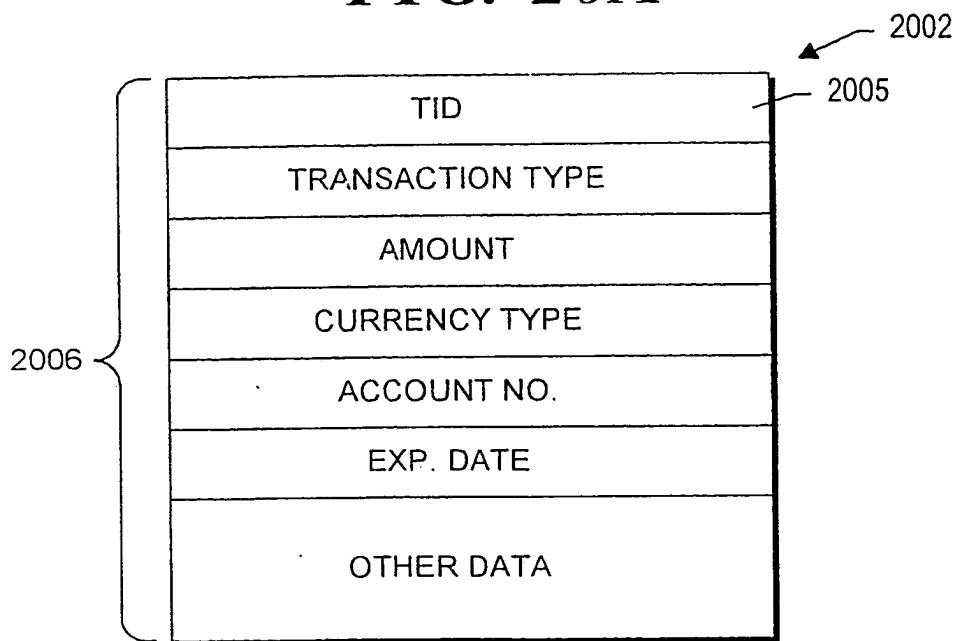 2002
2005
TID
TRANSACTION TYPE
AMOUNT
CURRENCY TYPE
2006
ACCOUNT NO.
EXP. DATE
OTHER DATA